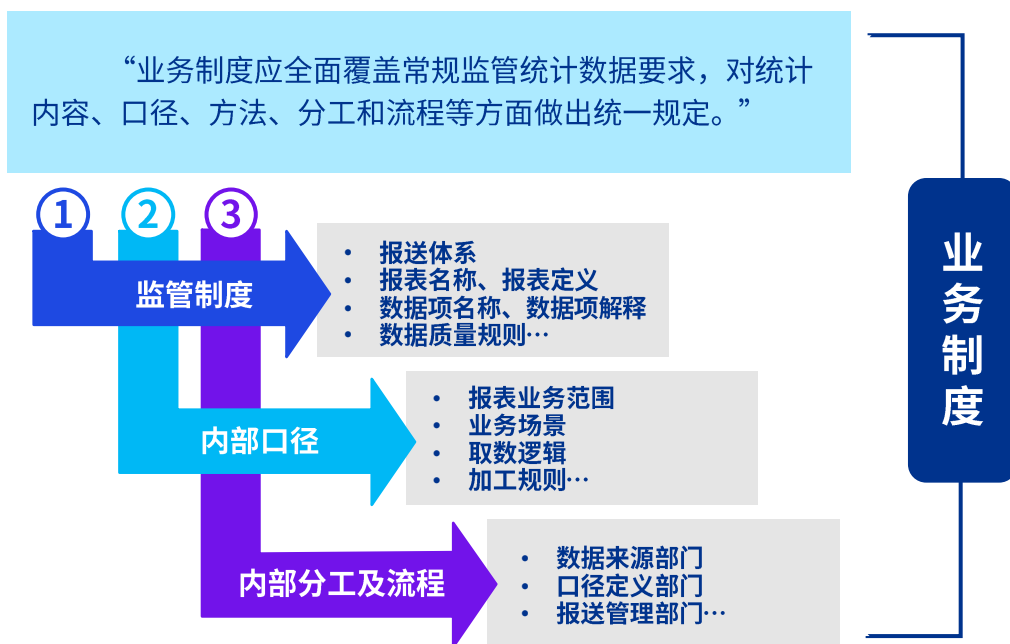 “业务制度应全面覆盖常规监管统计数据要求，对统计
内容、口径、方法、分工和流程等方面做出统一规定。”
1
2
3
监管制度
• 报送体系
• 报表名称、报表定义
• 数据项名称、数据项解释
• 数据质量规则…
内部口径
• 报表业务范围
• 业务场景
• 取数逻辑
• 加工规则…
内部分工及流程
• 数据来源部门
• 口径定义部门
• 报送管理部门…
业务制度